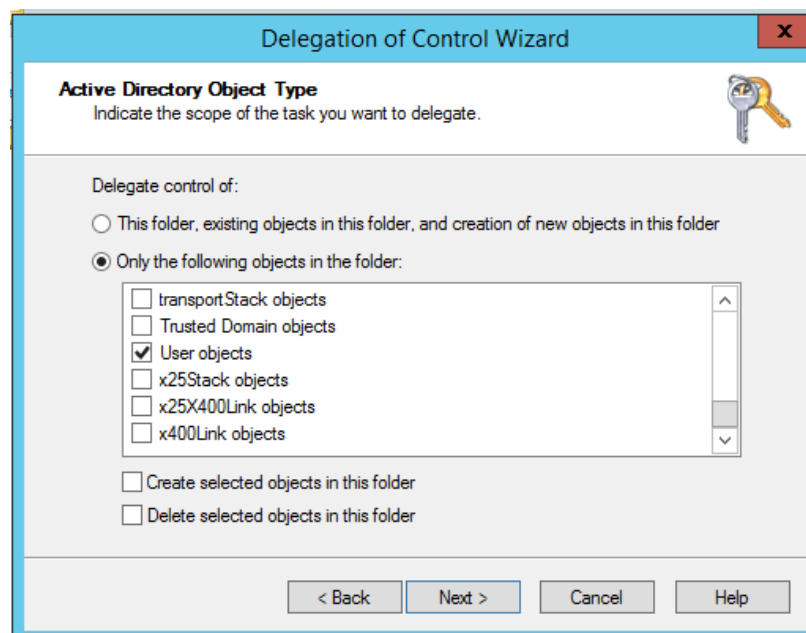 Delegation of Control Wizard
x
Active Directory Object Type
Indicate the scope of the task you want to delegate.
Delegate control of:
This folder, existing objects in this folder, and creation of new objects in this folder
Only the following objects in the folder:
transportStack objects
Trusted Domain objects
User objects
x25Stack objects
x25X400Link objects
x400Link objects
Create selected objects in this folder
Delete selected objects in this folder
< Back
Next >
Cancel
Help